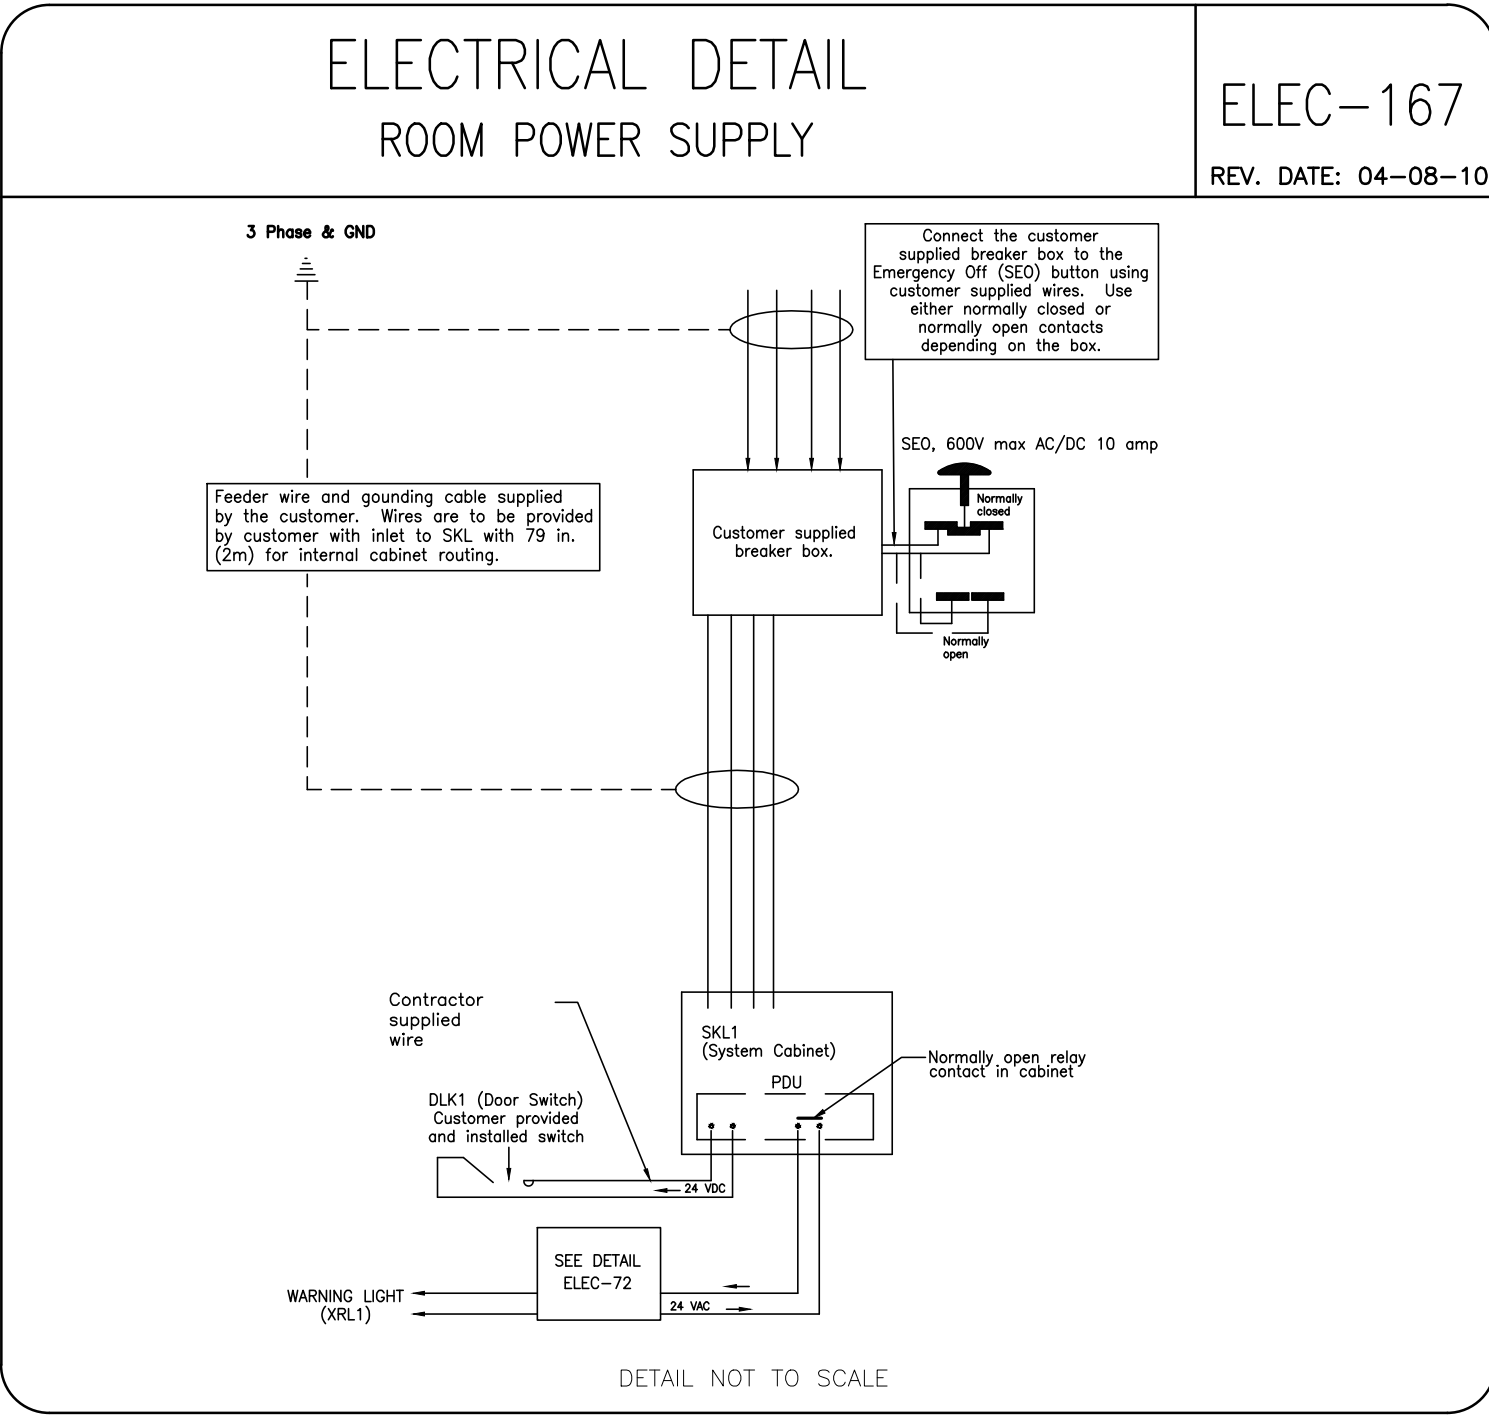 ELECTRICAL DETAIL
ROOM POWER SUPPLY
ELEC-167
REV. DATE: 04-08-10
3 Phase & GND
Connect the customer
supplied breaker box to the
Emergency Off (SEO) button using
customer supplied wires. Use
either normally closed or
normally open contacts
depending on the box.
SEO, 600V max AC/DC 10 amp
Normally
closed
Feeder wire and gounding cable supplied
by the customer. Wires are to be provided
by customer with inlet to SKL with 79 in.
(2m) for internal cabinet routing.
Customer supplied
breaker box.
Normally
open
Contractor
supplied
wire
SKL1
(System Cabinet)
PDU
Normally open relay
contact in cabinet
DLK1 (Door Switch)
Customer provided
and installed switch
24 VDC
SEE DETAIL
ELEC-72
WARNING LIGHT
(XRL1)
24 VAC
DETAIL NOT TO SCALE